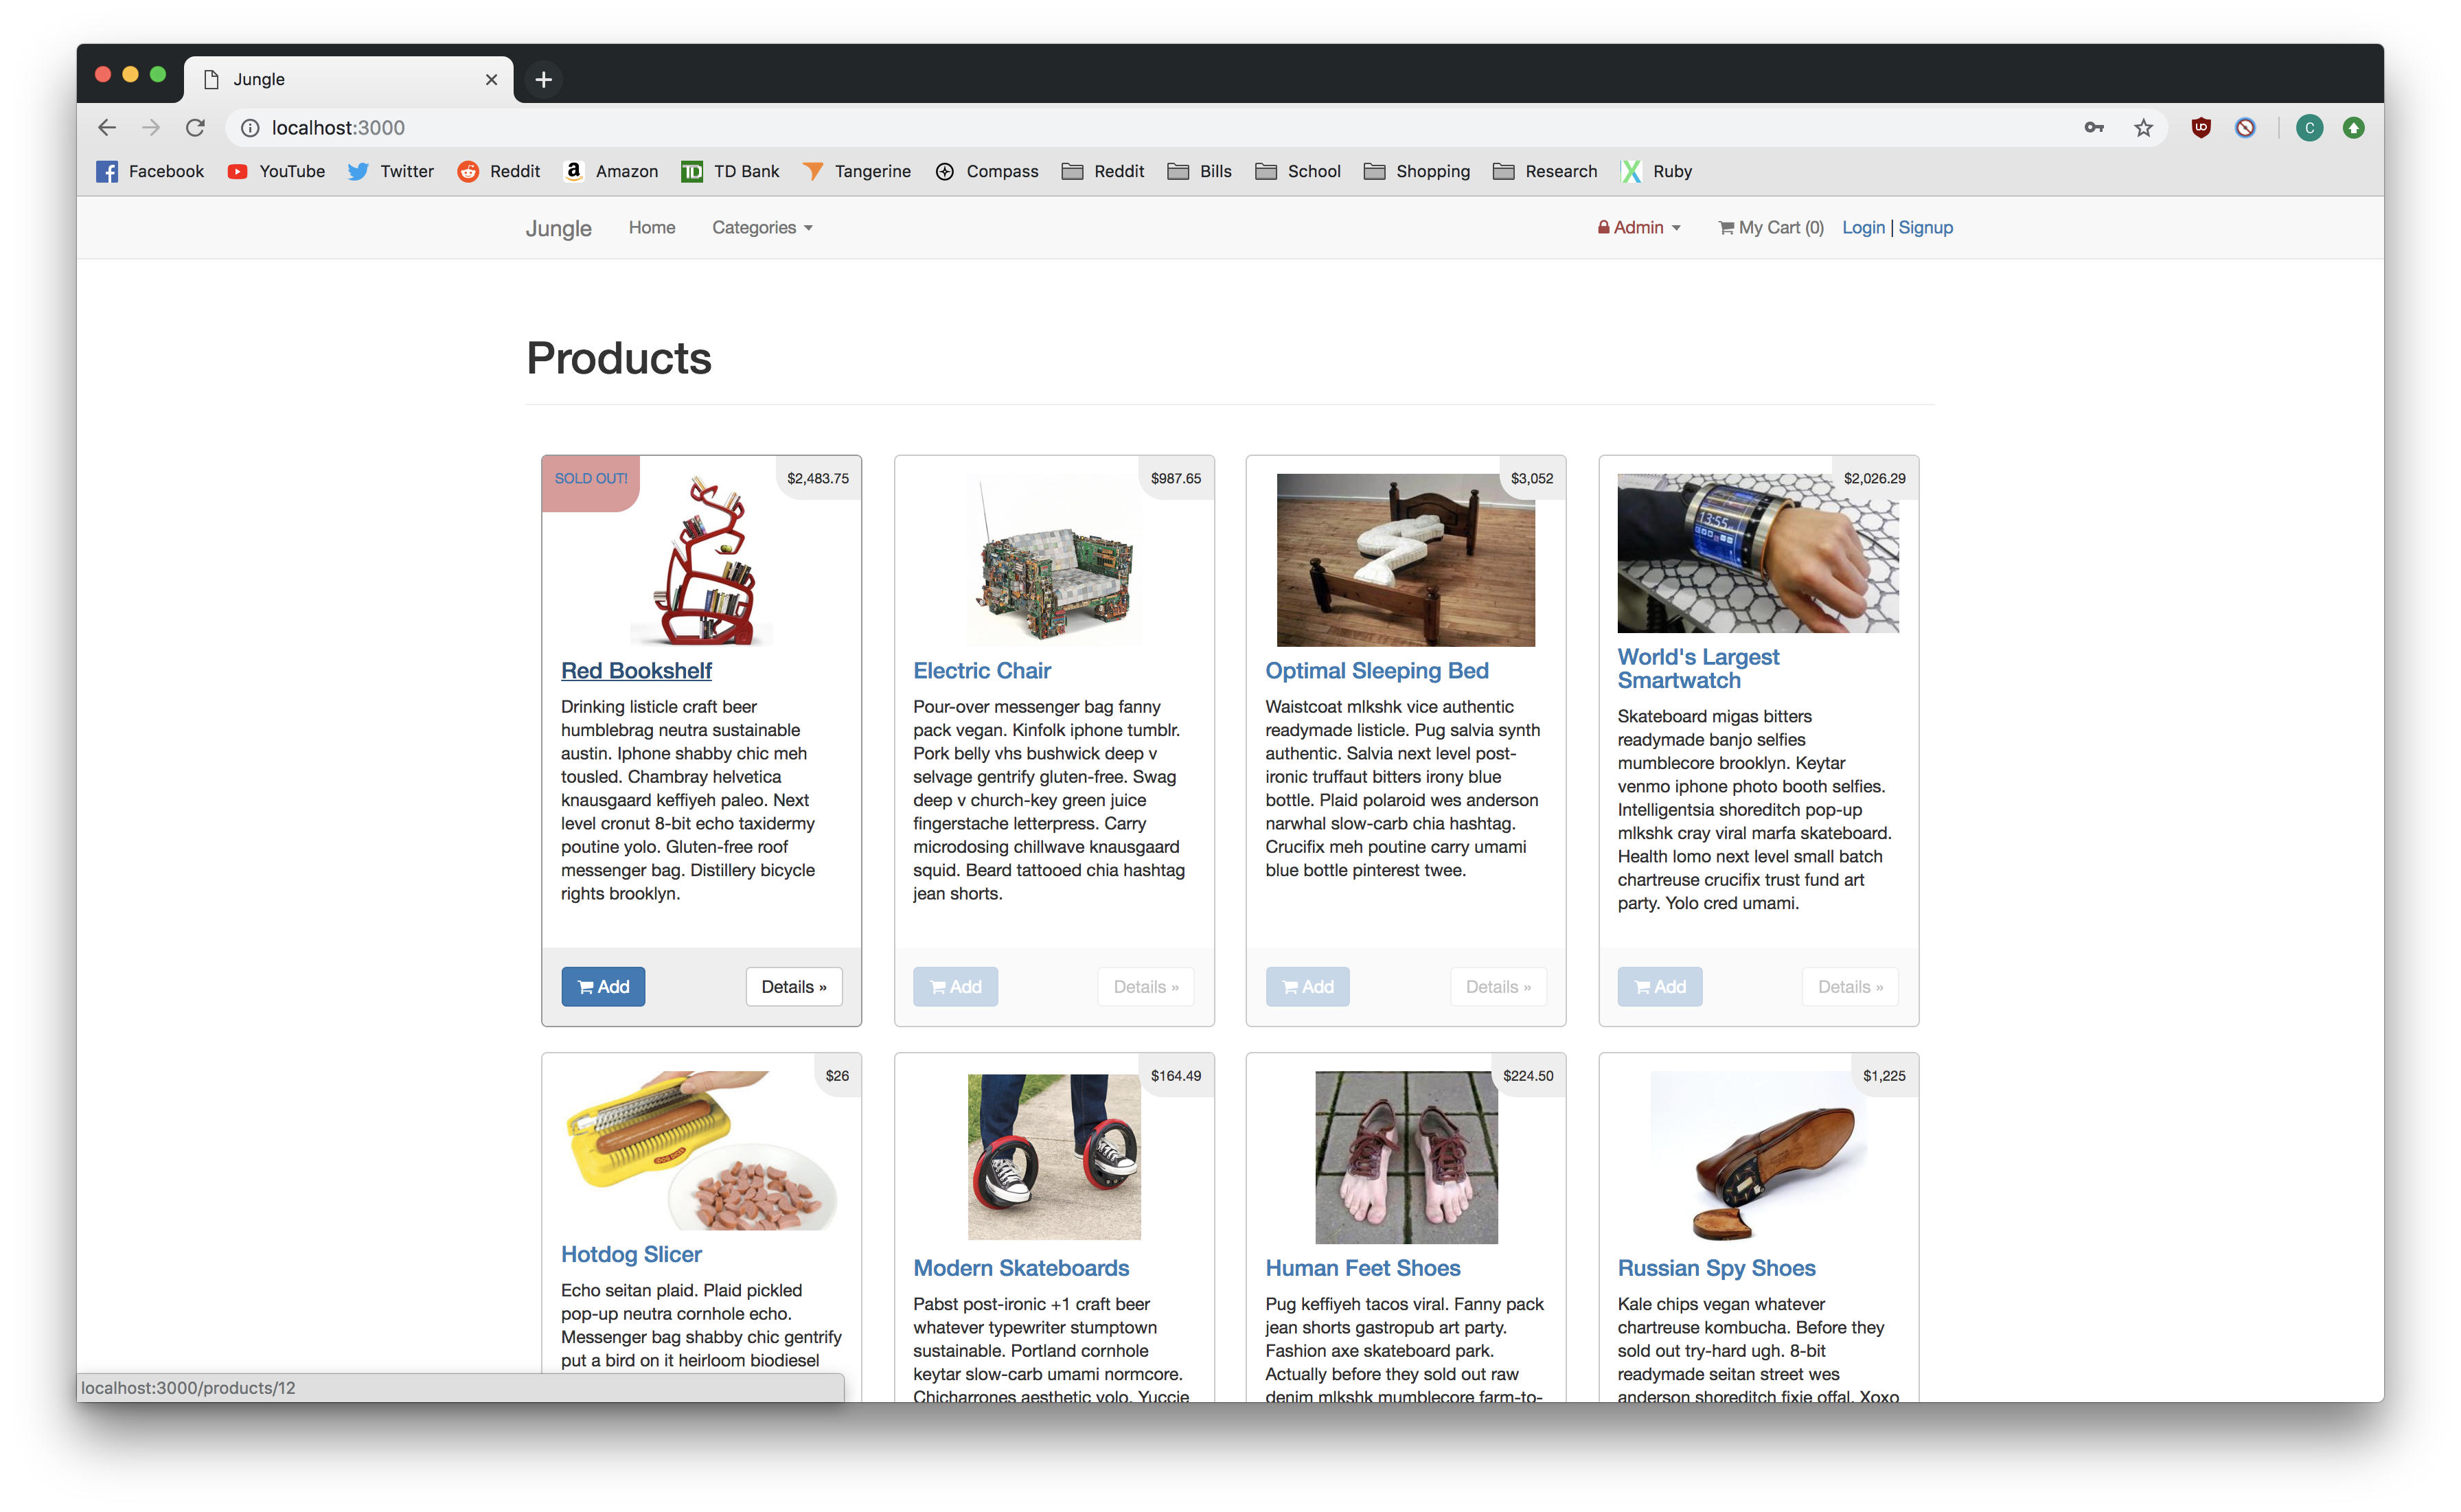 Jungle
localhost:3000
Facebook YouTube Twitter Reddit Amazon TD Bank Tangerine Compass Reddit Bills School Shopping Research Ruby
Jungle Home Categories Admin My Cart (0) Login | Signup
Products
SOLD OUT!
$2,483.75
Red Bookshelf
Drinking listicle craft beer
humblebrag neutra sustainable
austin. Iphone shabby chic meh
tousled. Chambray helvetica
knausgaard keffiyeh paleo. Next
level cronut 8-bit echo taxidermy
poutine yolo. Gluten-free roof
messenger bag. Distillery bicycle
rights brooklyn.
Add Details »
$987.65
Electric Chair
Pour-over messenger bag fanny
pack vegan. Kinfolk iphone tumblr.
Pork belly vhs bushwick deep v
selvage gentrify gluten-free. Swag
deep v church-key green juice
fingerstache letterpress. Carry
microdosing chillwave knausgaard
squid. Beard tattooed chia hashtag
jean shorts.
Add Details »
$3,052
Optimal Sleeping Bed
Waistcoat mlkshk vice authentic
readymade listicle. Pug salvia synth
authentic. Salvia next level post-
ironic truffaut bitters irony blue
bottle. Plaid polaroid wes anderson
narwhal slow-carb chia hashtag.
Crucifix meh poutine carry umami
blue bottle pinterest twee.
Add Details »
$2,026.29
13:55
World's Largest
Smartwatch
Skateboard migas bitters
readymade banjo selfies
mumblecore brooklyn. Keytar
venmo iphone photo booth selfies.
Intelligentsia shoreditch pop-up
mlkshk cray viral marfa skateboard.
Health lomo next level small batch
chartreuse crucifix trust fund art
party. Yolo cred umami.
Add Details »
$26
Hotdog Slicer
Echo seitan plaid. Plaid pickled
pop-up neutra cornhole echo.
Messenger bag shabby chic gentrify
put a bird on it heirloom biodiesel
$164.49
Modern Skateboards
Pabst post-ironic +1 craft beer
whatever typewriter stumptown
sustainable. Portland cornhole
keytar slow-carb umami normcore.
Chicharrones aesthetic yolo. Yuccie
$224.50
Human Feet Shoes
Pug keffiyeh tacos viral. Fanny pack
jean shorts gastropub art party.
Fashion axe skateboard park.
Actually before they sold out raw
denim mlkshk mumblecore farm-to-
$1,225
Russian Spy Shoes
Kale chips vegan whatever
chartreuse kombucha. Before they
sold out try-hard ugh. 8-bit
readymade seitan street wes
anderson shoreditch fixie offal. Xoxo
localhost:3000/products/12